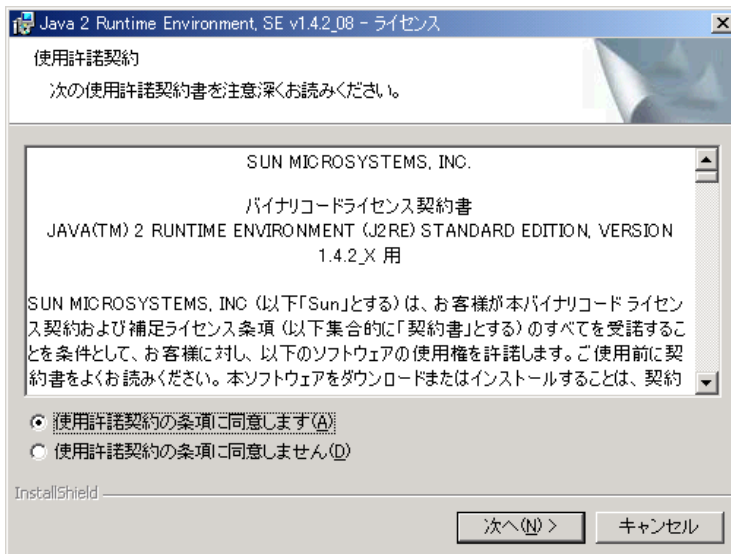 Java 2 Runtime Environment, SE v1.4.2_08 - ライセンス
使用許諾契約
次の使用許諾契約書を注意深くお読みください。
SUN MICROSYSTEMS, INC.
バイナリコードライセンス契約書
JAVA(TM) 2 RUNTIME ENVIRONMENT (J2RE) STANDARD EDITION, VERSION
1.4.2_X 用
SUN MICROSYSTEMS, INC (以下「Sun」とする) は、お客様が本バイナリコード ライセン
ス契約および補足ライセンス条項 (以下集合的に「契約書」とする) のすべてを受諾するこ
とを条件として、お客様に対し、以下のソフトウェアの使用権を許諾します。ご使用前に契
約書をよくお読みください。本ソフトウェアをダウンロードまたはインストールすることは、契約
使用許諾契約の条項に同意します(A)
使用許諾契約の条項に同意しません(D)
InstallShield
次へ(N) >
キャンセル